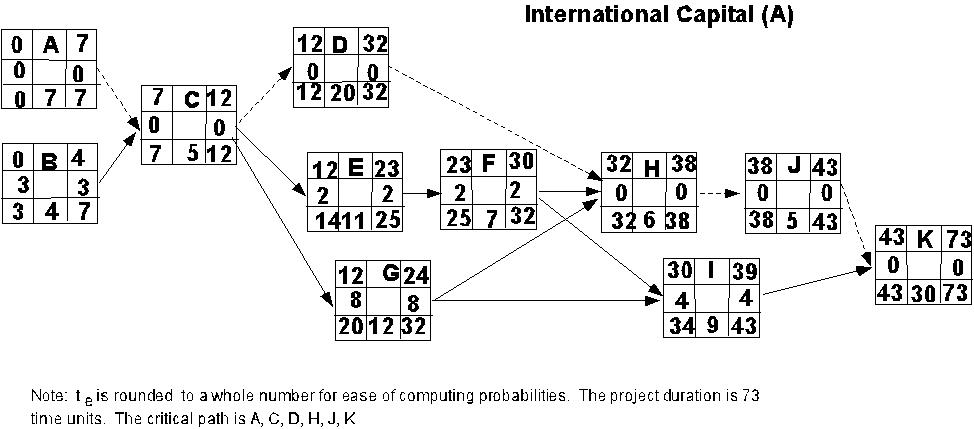 International Capital (A)
0 A 7
0 0
0 7 7
0 B 4
3 3
3 4 7
7 C 12
0 0
7 5 12
12 D 32
0 0
12 20 32
12 E 23
2 2
14 11 25
23 F 30
2 2
25 7 32
12 G 24
8 8
20 12 32
32 H 38
0 0
32 6 38
30 I 39
4 4
34 9 43
38 J 43
0 0
38 5 43
43 K 73
0 0
43 30 73
Note: t e is rounded to a whole number for ease of computing probabilities. The project duration is 73
time units. The critical path is A, C, D, H, J, K